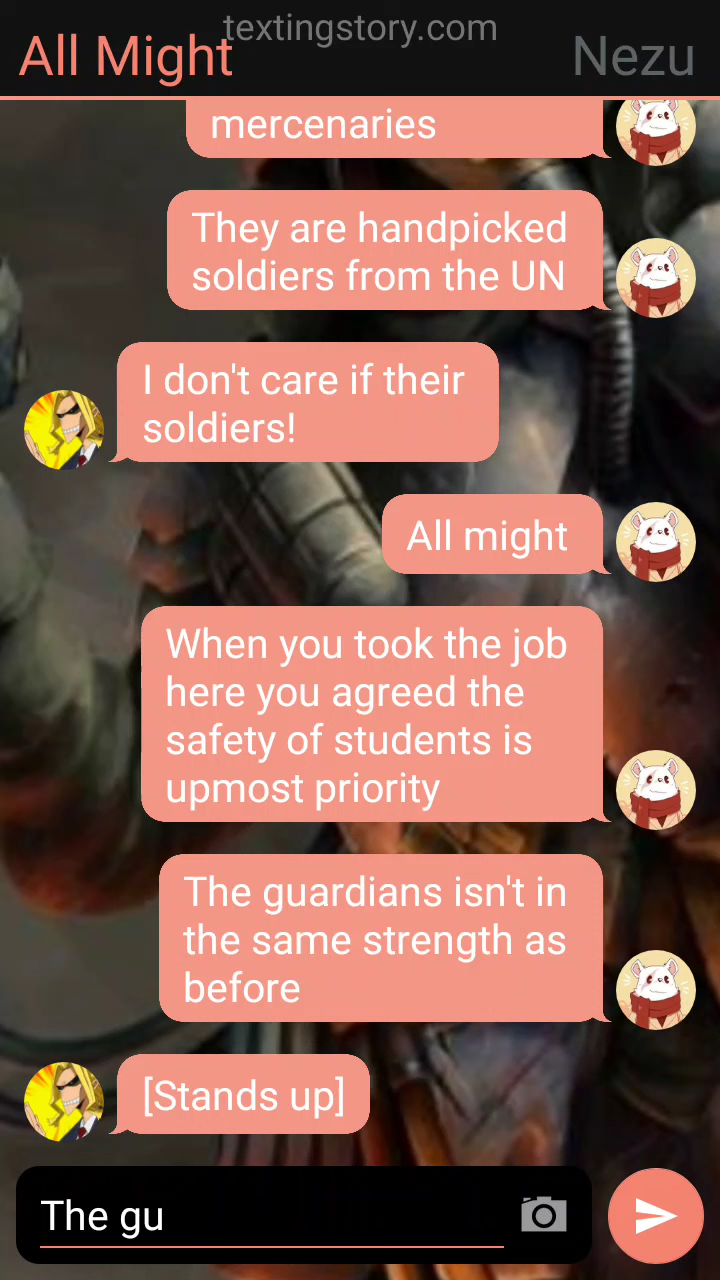 textingstory.com
All Might
Nezu
mercenaries
They are handpicked
soldiers from the UN
I don't care if their
soldiers!
All might
When you took the job
here you agreed the
safety of students is
upmost priority
The guardians isn't in
the same strength as
before
[Stands up]
The gu